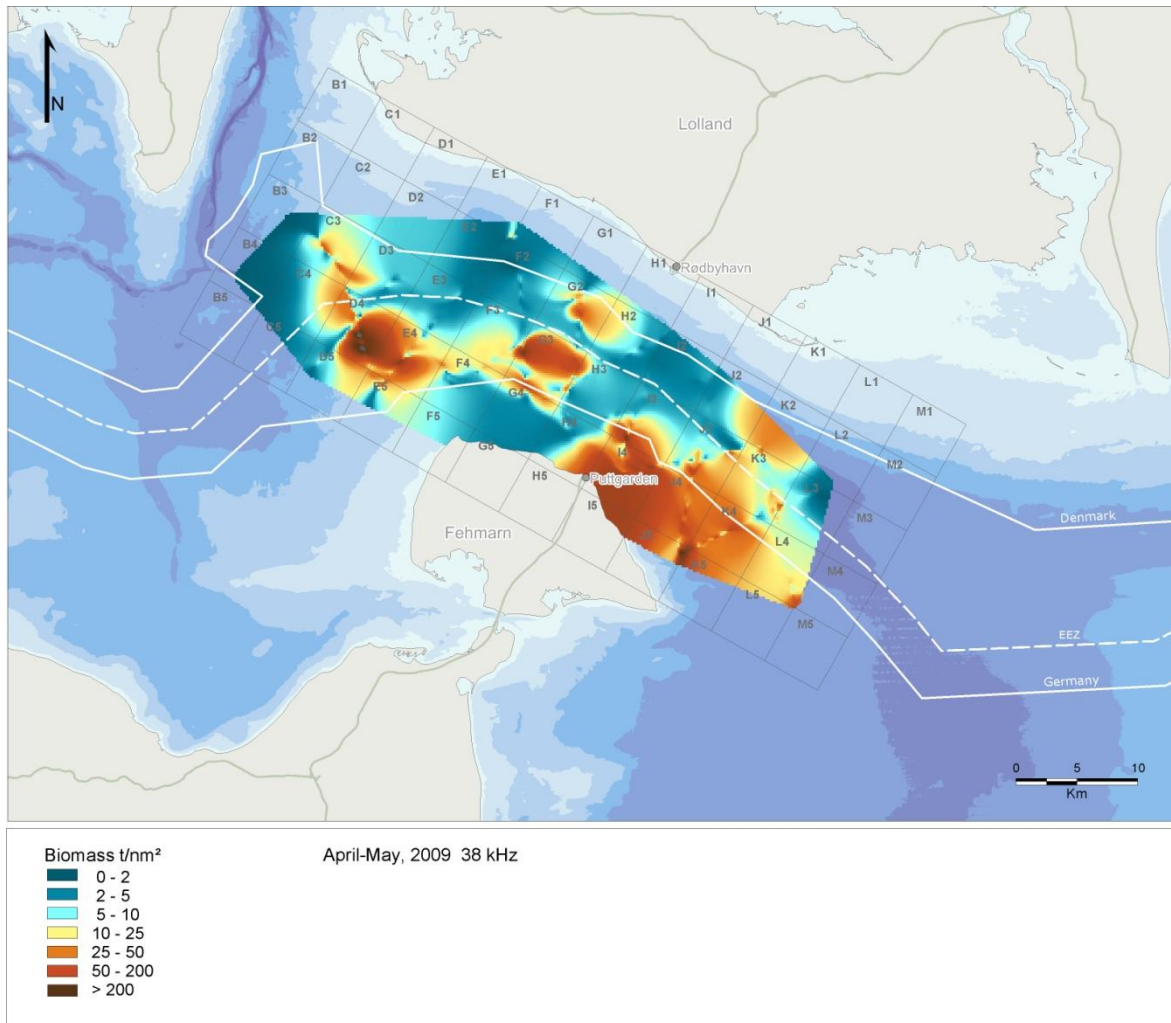 N
B1
C1
D1
E1
F1
G1
H1
I1
J1
K1
L1
M1
Lolland
Rødbyhavn
B2
C2
D2
E2
F2
G2
H2
J2
K2
L2
M2
B3
C3
D3
E3
F3
G3
H3
K3
L3
M3
B4
C4
D4
E4
F4
G4
I4
K4
L4
M4
B5
C5
D5
E5
F5
G5
H5
I5
L5
M5
Puttgarden
Fehmarn
Denmark
EEZ
Germany
0 5 10
Km
Biomass t/nm²
April-May, 2009 38 kHz
0 - 2
2 - 5
5 - 10
10 - 25
25 - 50
50 - 200
> 200